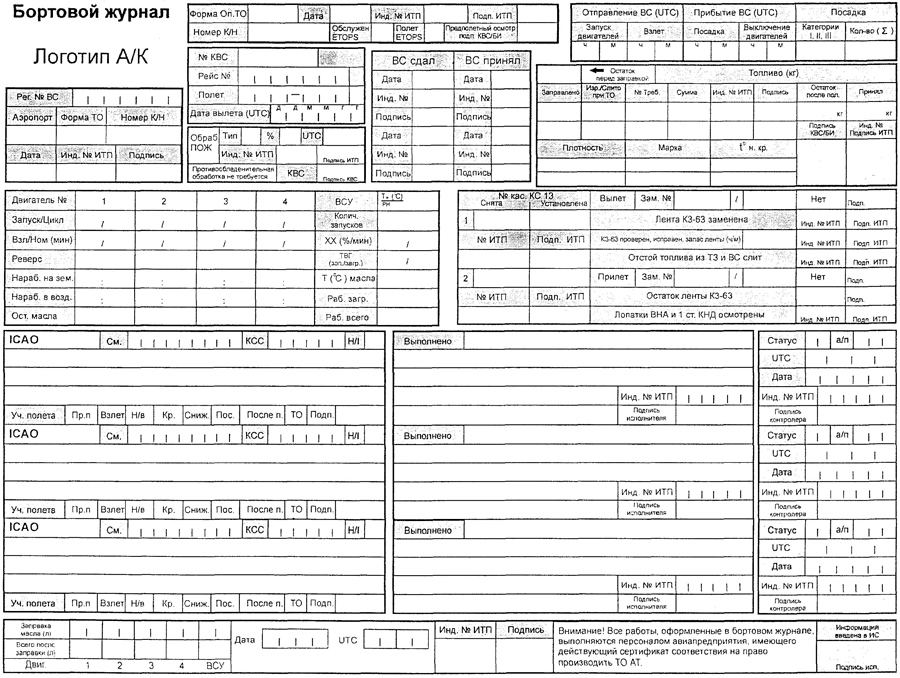 Бортовой журнал
Логотип А/К
Форма Оп.ТО Дата Инд. № ИТП Подп. ИТП
Номер К/Н Обслужен ETOPS Полет ETOPS Предполетный осмотр подп. КВС/БИ
Отправление ВС (UTC) Прибытие ВС (UTC) Посадка
Запуск двигателей Взлет Посадка Выключение двигателей Категории I, II, III Кол-во ( Σ )
ч м ч м ч м ч м
№ КВС
Рейс №
Полет —
Дата вылета (UTC) д д м м г г
ВС сдал ВС принял
Дата Дата
Инд. № Инд. №
Подпись Подпись
Дата Дата
Инд. № Инд. №
Подпись Подпись
Остаток перед заправкой Топливо (кг)
Заправлено Изр./Слито при ТО № Треб. Сумма Инд. № ИТП Подпись Остаток после пол. Принял
кг кг
Подпись КВС/БИ Инд. № Подпись ИТП
Плотность Марка t° н. кр.
Рег. № ВС
Аэропорт Форма ТО Номер К/Н
Дата Инд. № ИТП Подпись
Обраб ПОЖ Тип % UTC
Инд. № ИТП Подпись ИТП
Противообледенительная обработка не требуется КВС Подпись КВС
Двигатель № 1 2 3 4 ВСУ Тн (°С) Рн
Запуск/Цикл / / / / Колич. запусков
Взл/Ном (мин) / / / / ХХ (%/мин) /
Реверс ТВГ (зап./загр.) /
Нараб. на зем. : : : : Т (°С) масла
Нараб. в возд. : : : : Раб. загр.
Ост. масла Раб. всего
№ кас. КС 13 Вылет Зам. № / Нет Подп.
Снята Установлена
1 Лента КЗ-63 заменена Инд. № ИТП Подп. ИТП
№ ИТП Подп. ИТП КЗ-63 проверен, исправен, запас ленты (ч/м) Инд. № ИТП Подп. ИТП
Отстой топлива из ТЗ и ВС слит Инд. № ИТП Подп. ИТП
2 Прилет Зам. № / Нет Подп.
№ ИТП Подп. ИТП Остаток ленты КЗ-63 Подп.
Лопатки ВНА и 1 ст. КНД осмотрены Инд. № ИТП Подп. ИТП
ICAO См. КСС H/I Выполнено Статус а/п
UTC
Дата
Инд. № ИТП Инд. № ИТП
Уч. полета Пр.п Взлет Н/в Кр. Сниж. Пос. После п. ТО Подп. Подпись исполнителя Подпись контролера
ICAO См. КСС H/I Выполнено Статус а/п
UTC
Дата
Инд. № ИТП Инд. № ИТП
Уч. полета Пр.п Взлет Н/в Кр. Сниж. Пос. После п. ТО Подп. Подпись исполнителя Подпись контролера
ICAO См. КСС H/I Выполнено Статус а/п
UTC
Дата
Инд. № ИТП Инд. № ИТП
Уч. полета Пр.п Взлет Н/в Кр. Сниж. Пос. После п. ТО Подп. Подпись исполнителя Подпись контролера
Заправка масла (л)
Всего после заправки (л)
Двиг. 1 2 3 4 ВСУ
Дата UTC
Инд. № ИТП Подпись
Внимание! Все работы, оформленные в бортовом журнале,
выполняются персоналом авиапредприятия, имеющего
действующий сертификат соответствия на право
производить ТО АТ.
Информация введена в ИС
Подпись исп.